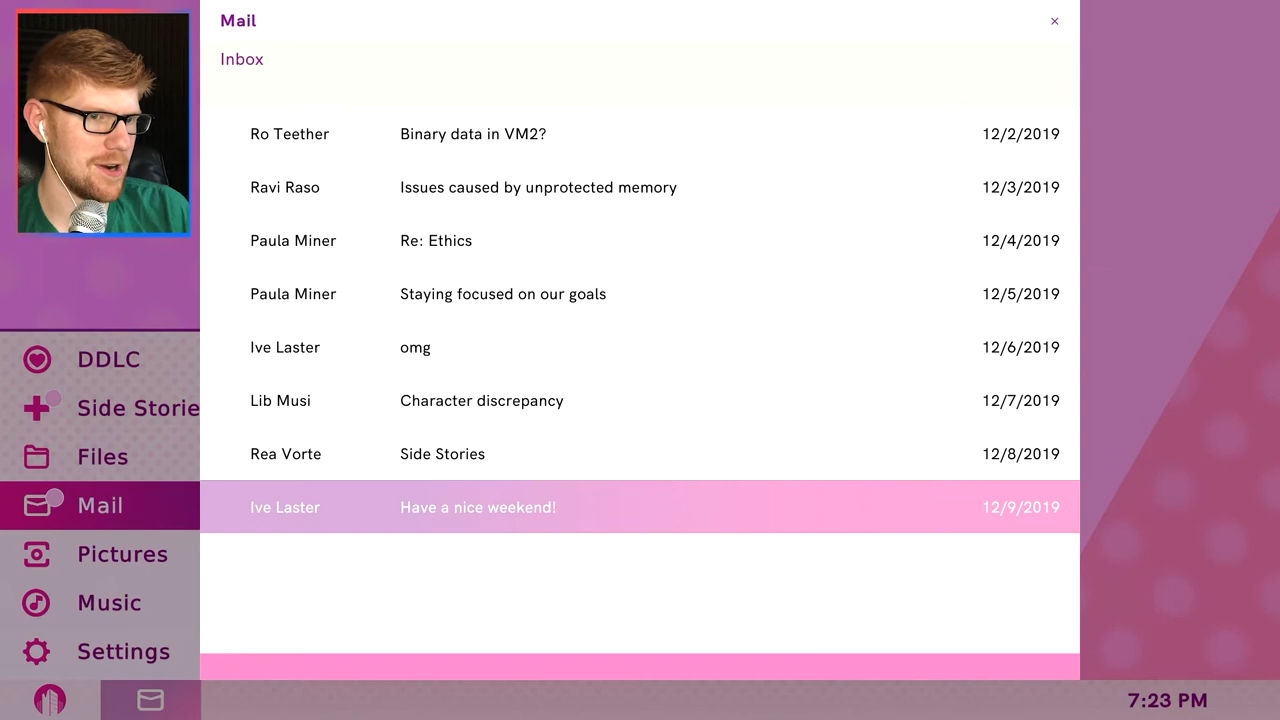 Mail ×
Inbox
Ro Teether Binary data in VM2? 12/2/2019
Ravi Raso Issues caused by unprotected memory 12/3/2019
Paula Miner Re: Ethics 12/4/2019
Paula Miner Staying focused on our goals 12/5/2019
Ive Laster omg 12/6/2019
Lib Musi Character discrepancy 12/7/2019
Rea Vorte Side Stories 12/8/2019
Ive Laster Have a nice weekend! 12/9/2019
DDLC
Side Storie
Files
Mail
Pictures
Music
Settings
7:23 PM